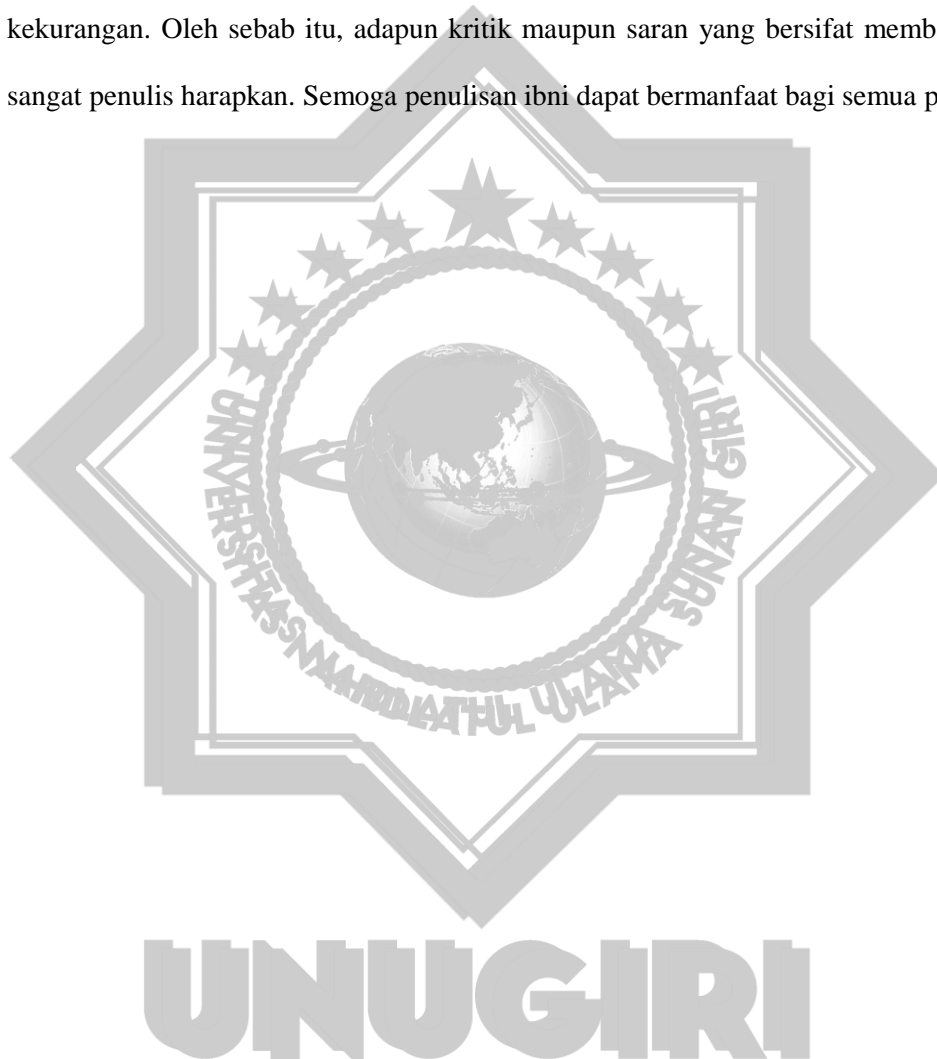 kekurangan. Oleh sebab itu, adapun kritik maupun saran yang bersifat memb
sangat penulis harapkan. Semoga penulisan ibni dapat bermanfaat bagi semua p
UNIVERSITAS NAHDLATUL ULAMA SUNAN GIRI
UNUGIRI